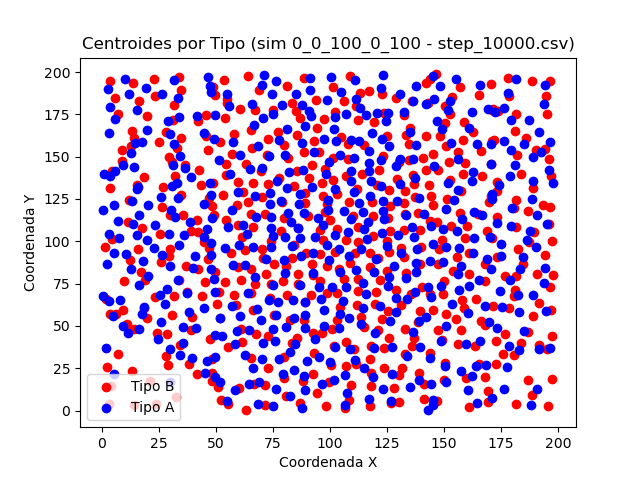 Centroides por Tipo (sim 0_0_100_0_100 - step_10000.csv)
Coordenada Y
200
175
150
125
100
75
50
25
0
Tipo B
Tipo A
0 25 50 75 100 125 150 175 200
Coordenada X